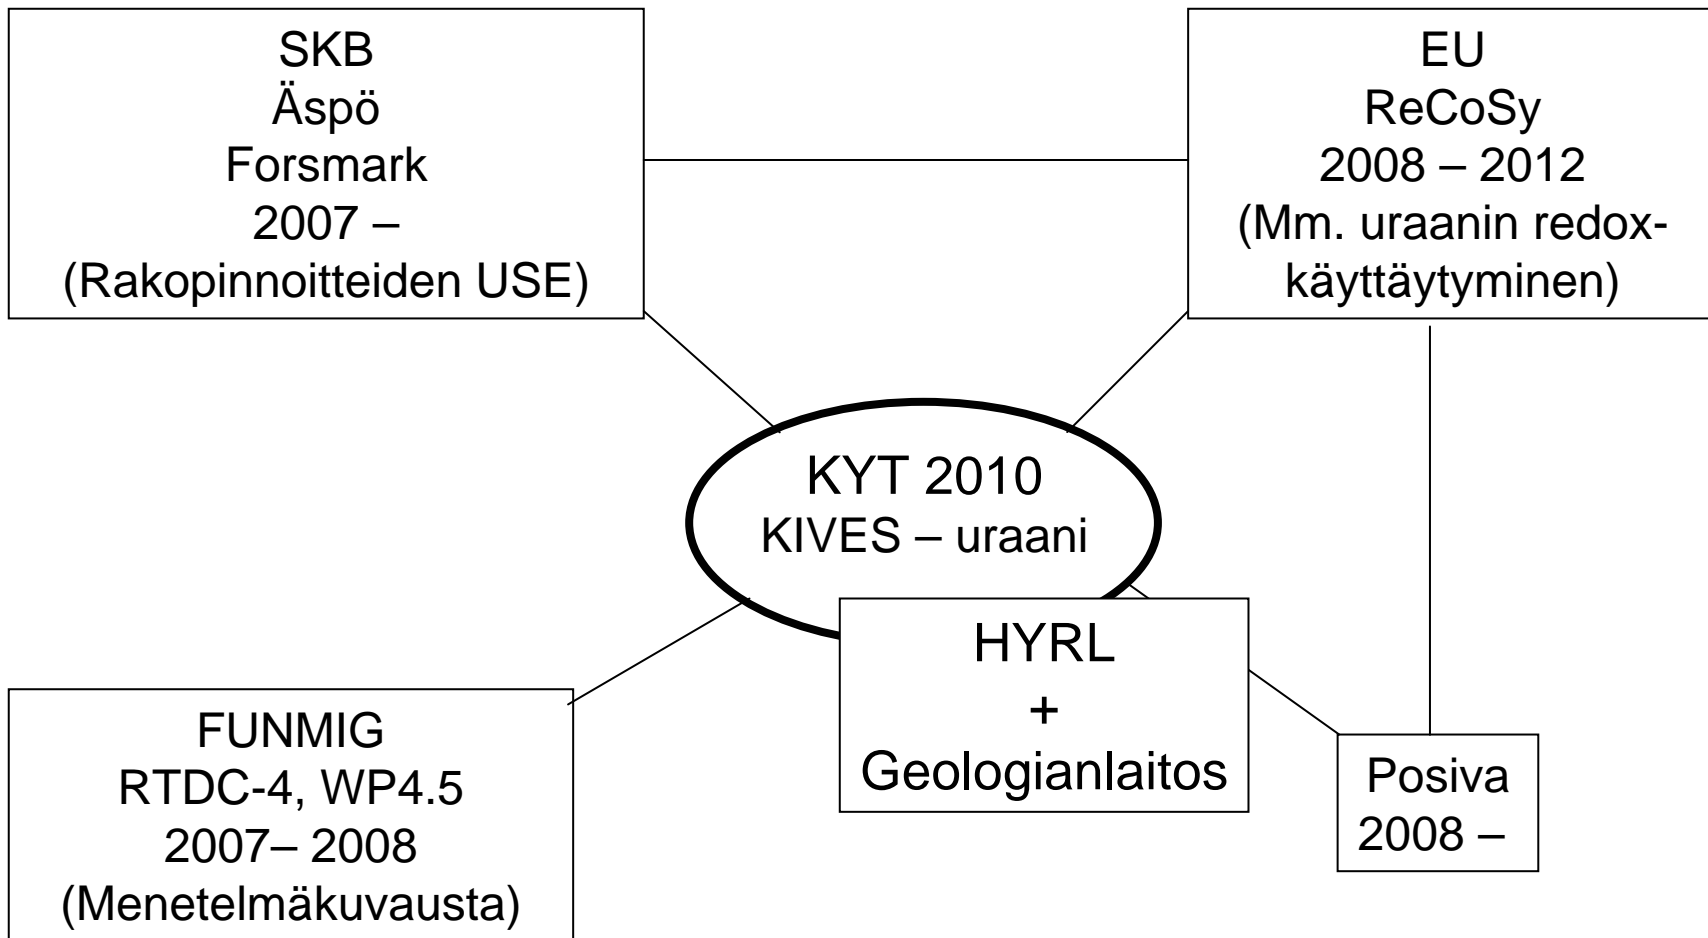 SKB
Äspö
Forsmark
2007 –
(Rakopinnoitteiden USE)
EU
ReCoSy
2008 – 2012
(Mm. uraanin redox-
käyttäytyminen)
KYT 2010
KIVES – uraani
HYRL
+
Geologianlaitos
FUNMIG
RTDC-4, WP4.5
2007– 2008
(Menetelmäkuvausta)
Posiva
2008 –